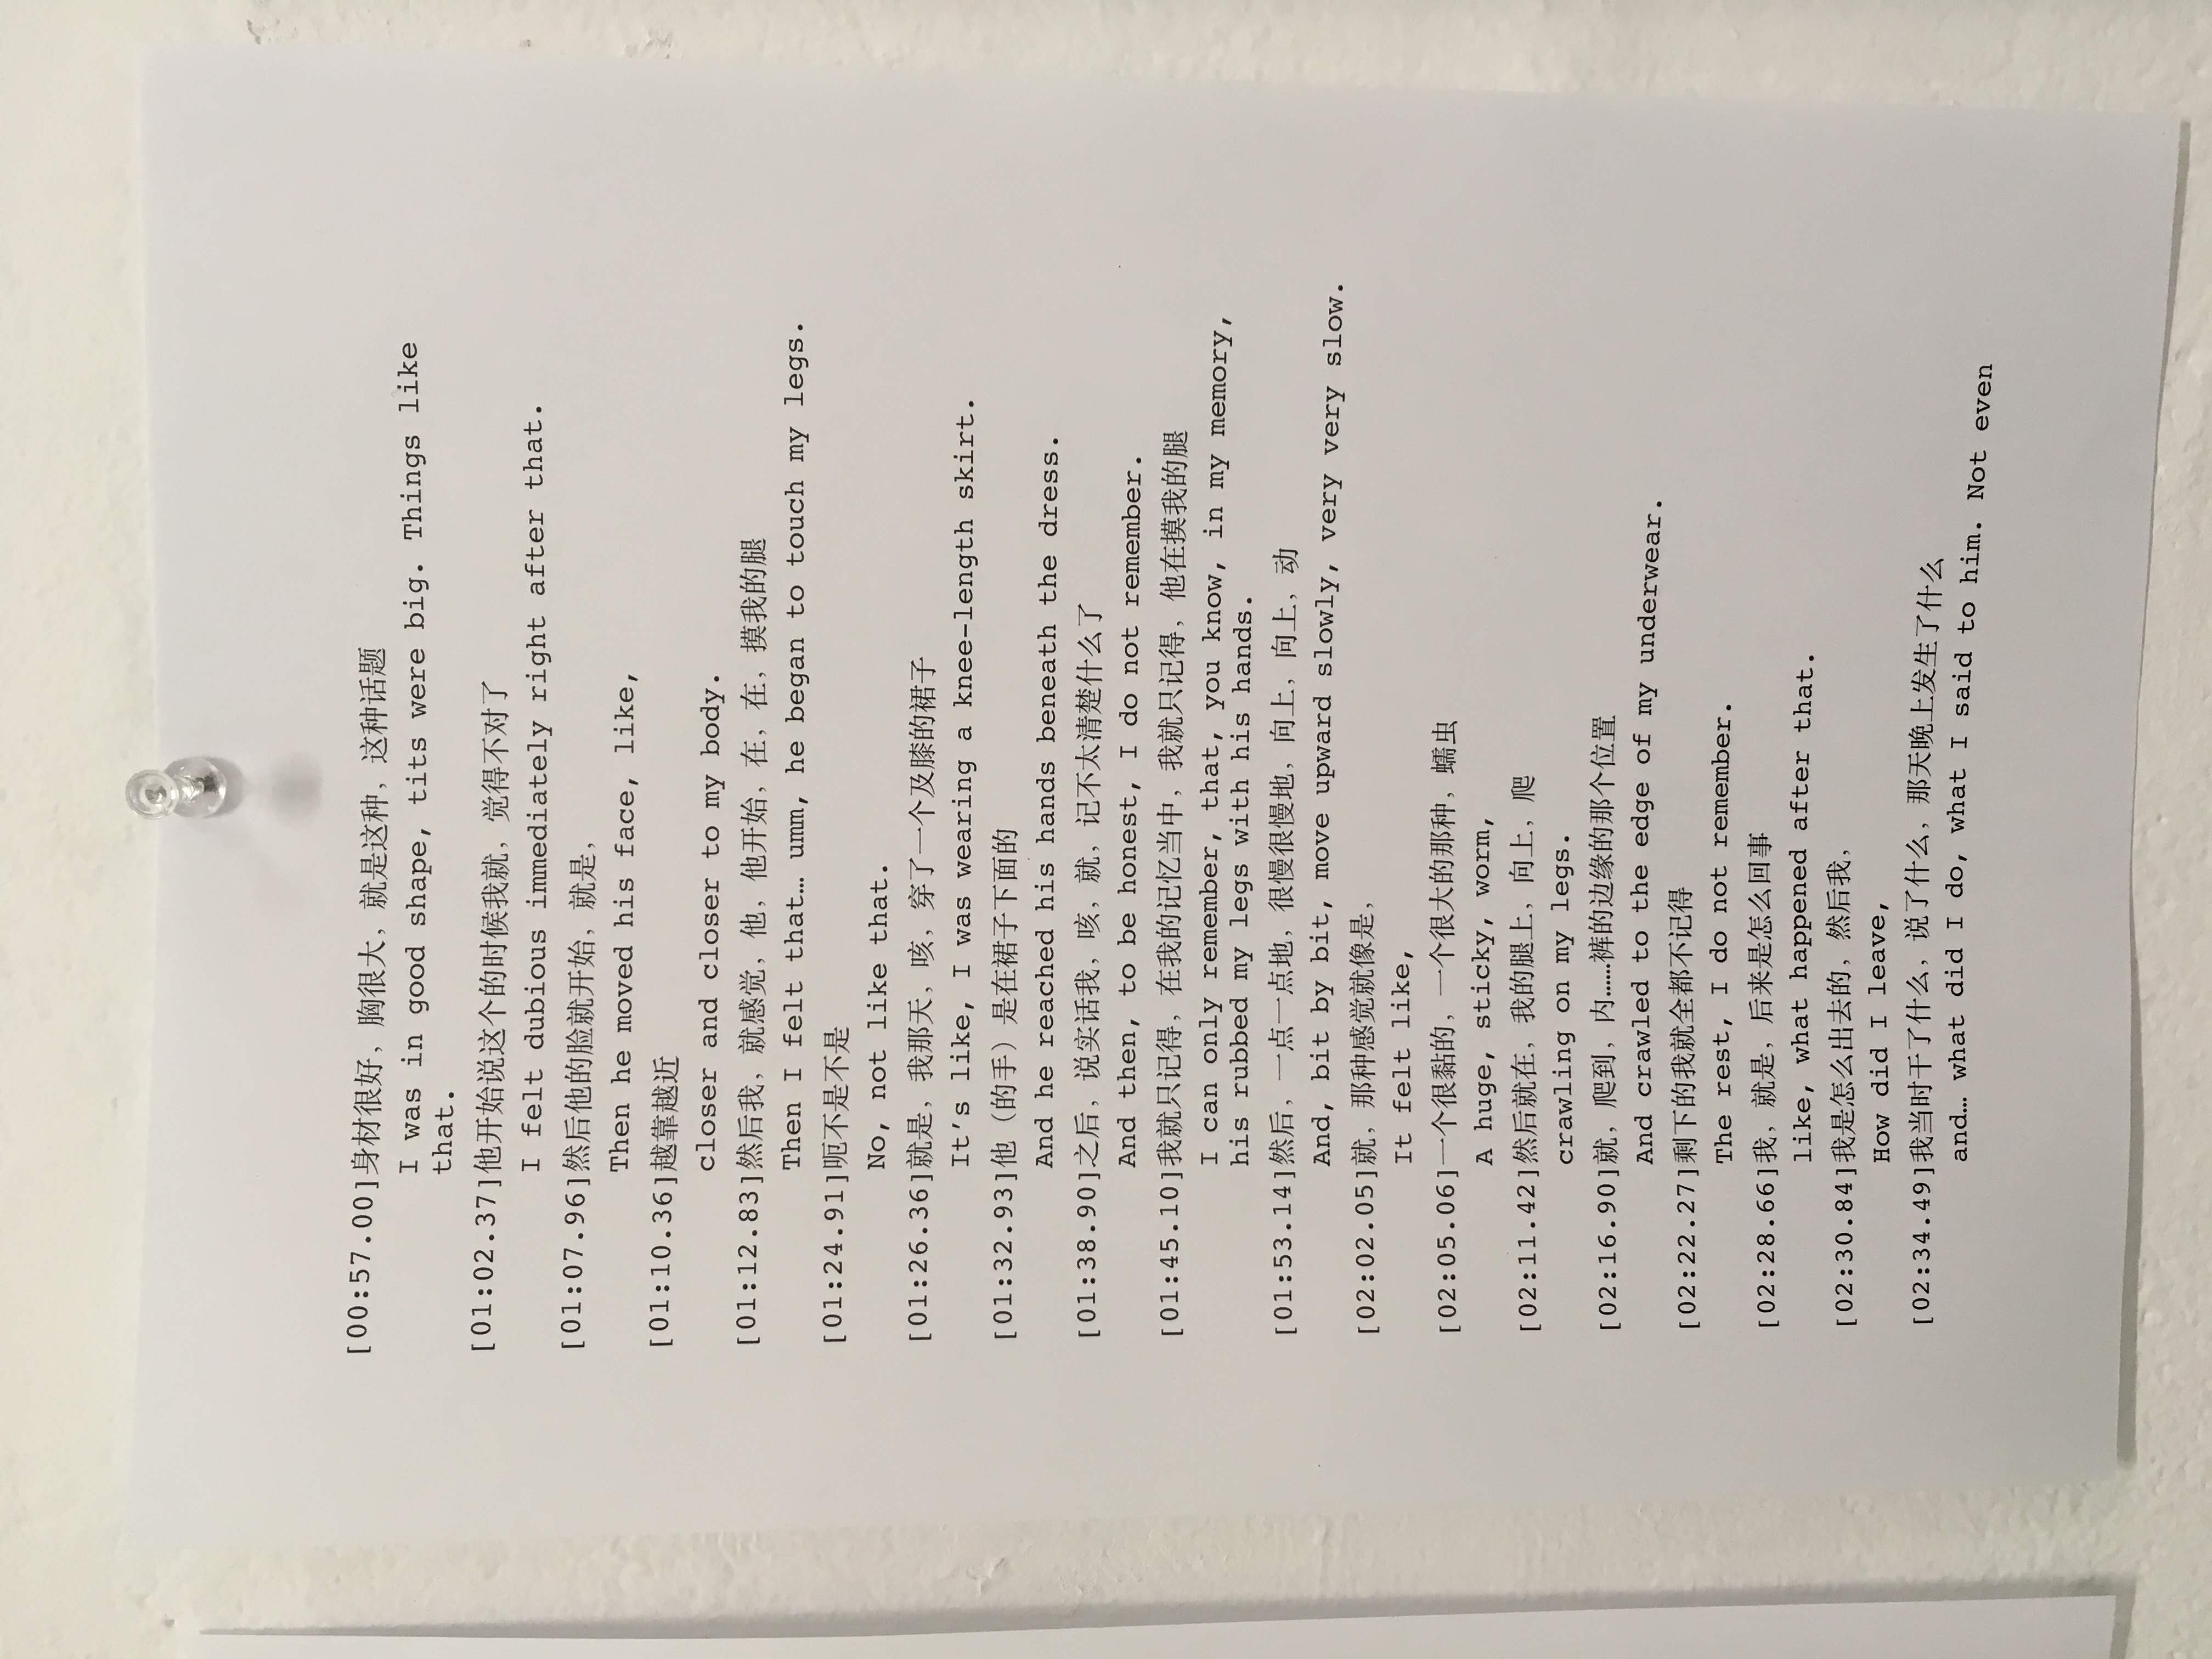 [00:57.00]身材很好，胸很大，就是这种，这种话题
I was in good shape, tits were big. Things like
that.
[01:02.37]他开始说这个的时候我就，觉得不对了
I felt dubious immediately right after that.
[01:07.96]然后他的脸就开始，就是，
Then he moved his face, like,
[01:10.36]越靠越近
closer and closer to my body.
[01:12.83]然后我，就感觉，他，他开始，在，在，摸我的腿
Then I felt that… umm, he began to touch my legs.
[01:24.91]呃不是不是
No, not like that.
[01:26.36]就是，我那天，咳，穿了一个及膝的裙子
It's like, I was wearing a knee-length skirt.
[01:32.93]他（的手）是在裙子下面的
And he reached his hands beneath the dress.
[01:38.90]之后，说实话我，咳，就，记不太清楚什么了
And then, to be honest, I do not remember.
[01:45.10]我就只记得，在我的记忆当中，我就只记得，他在摸我的腿
I can only remember, that, you know, in my memory,
his rubbed my legs with his hands.
[01:53.14]然后，一点一点地，很慢很慢地，向上，向上，动
And, bit by bit, move upward slowly, very very slow.
[02:02.05]就，那种感觉就像是，
It felt like,
[02:05.06]一个很黏的，一个很大的那种，蠕虫
A huge, sticky, worm,
[02:11.42]然后就在，我的腿上，向上，爬
crawling on my legs.
[02:16.90]就，爬到，内……裤的边缘的那个位置
And crawled to the edge of my underwear.
[02:22.27]剩下的我就全都不记得
The rest, I do not remember.
[02:28.66]我，就是，后来是怎么回事
like, what happened after that.
[02:30.84]我是怎么出去的，然后我，
How did I leave,
[02:34.49]我当时干了什么，说了什么，那天晚上发生了什么
and… what did I do, what I said to him. Not even